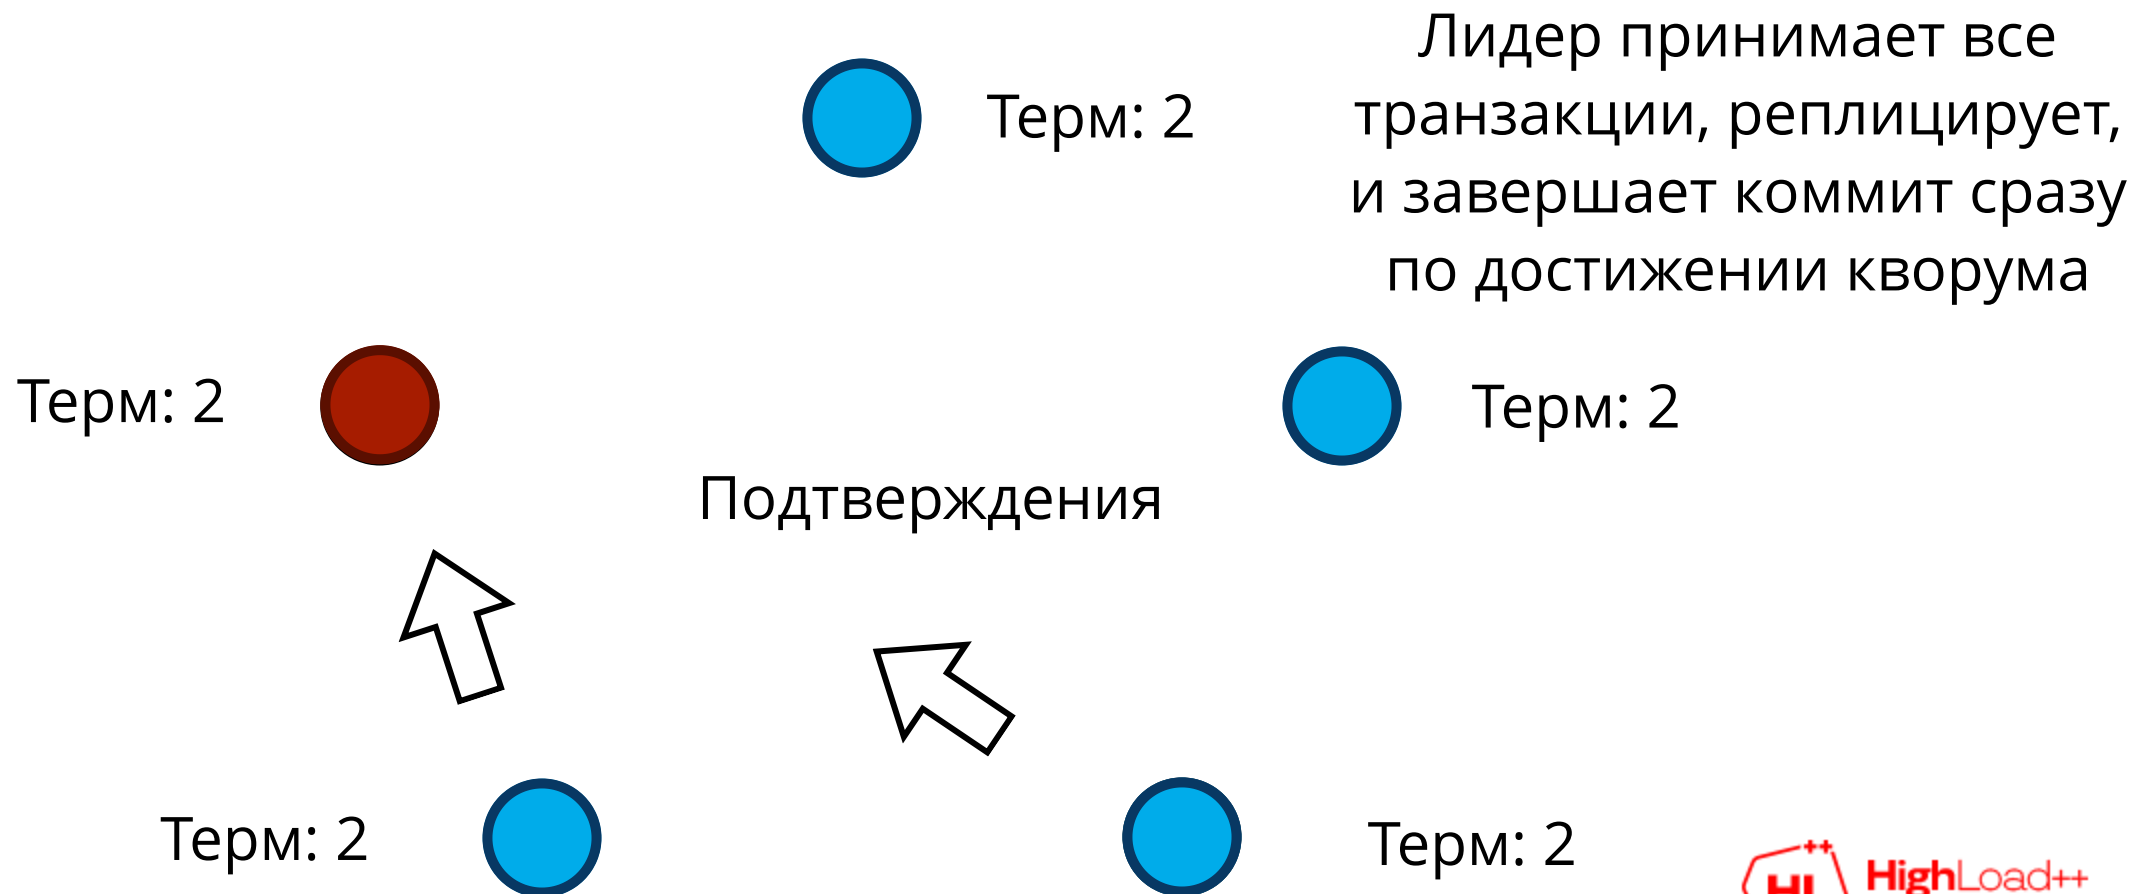 Лидер принимает все
транзакции, реплицирует,
и завершает коммит сразу
по достижении кворума
Терм: 2
Терм: 2
Терм: 2
Подтверждения
Терм: 2
Терм: 2
HL++
HighLoad++